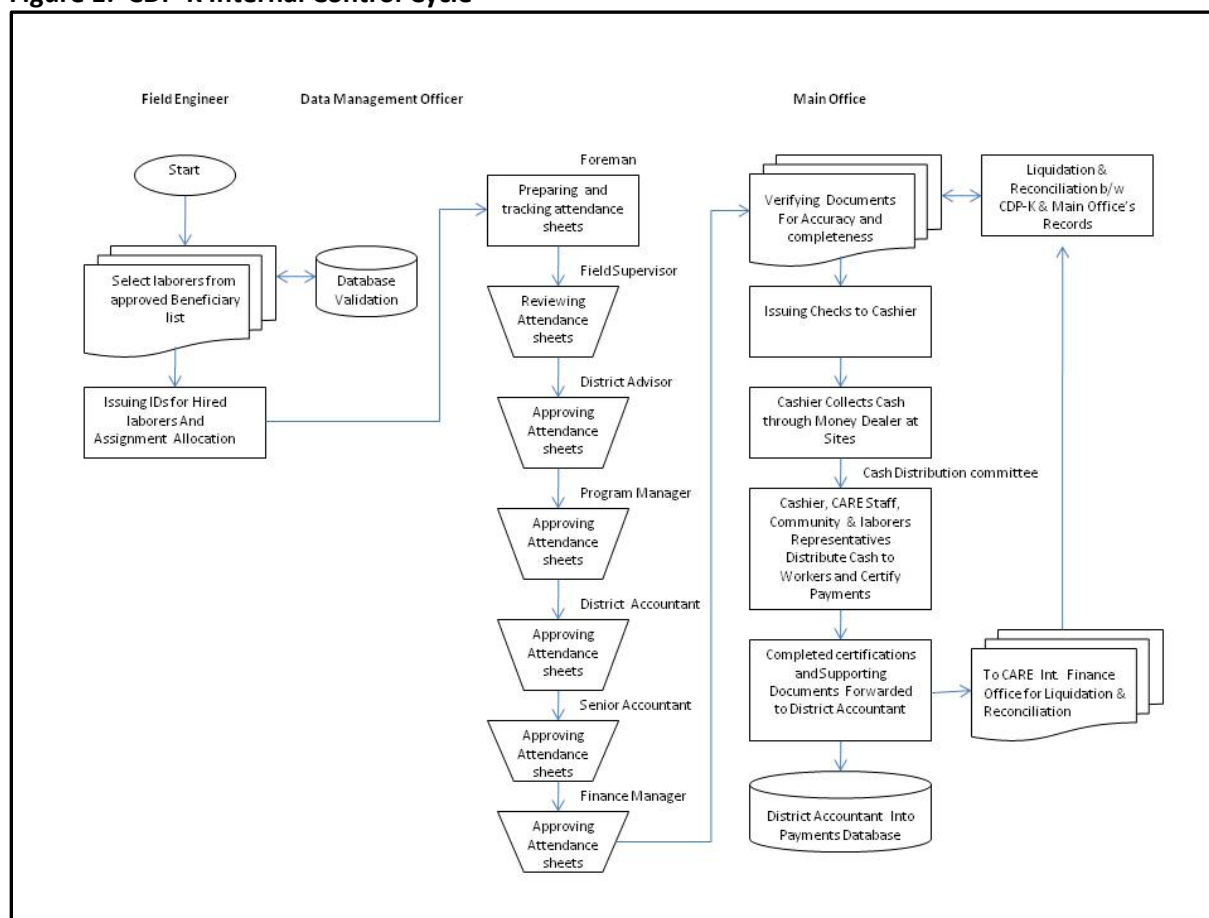 Figure 1: CDP-K Internal Control Cycle
Field Engineer
Data Management Officer
Main Office
Start
Select laborers from
approved Beneficiary
list
Database
Validation
Issuing IDs for Hired
laborers And
Assignment Allocation
Foreman
Preparing and
tracking attendance
sheets
Field Supervisor
Reviewing
Attendance
sheets
District Advisor
Approving
Attendance
sheets
Program Manager
Approving
Attendance
sheets
District Accountant
Approving
Attendance
sheets
Senior Accountant
Approving
Attendance
sheets
Finance Manager
Approving
Attendance
sheets
Verifying Documents
For Accuracy and
completeness
Liquidation &
Reconciliation b/w
CDP-K & Main Office's
Records
Issuing Checks to Cashier
Cashier Collects Cash
through Money Dealer at
Sites
Cash Distribution committee
Cashier, CARE Staff,
Community & laborers
Representatives
Distribute Cash to
Workers and Certify
Payments
Completed certifications
and Supporting
Documents Forwarded
to District Accountant
To CARE Int. Finance
Office for Liquidation &
Reconciliation
District Accountant Into
Payments Database